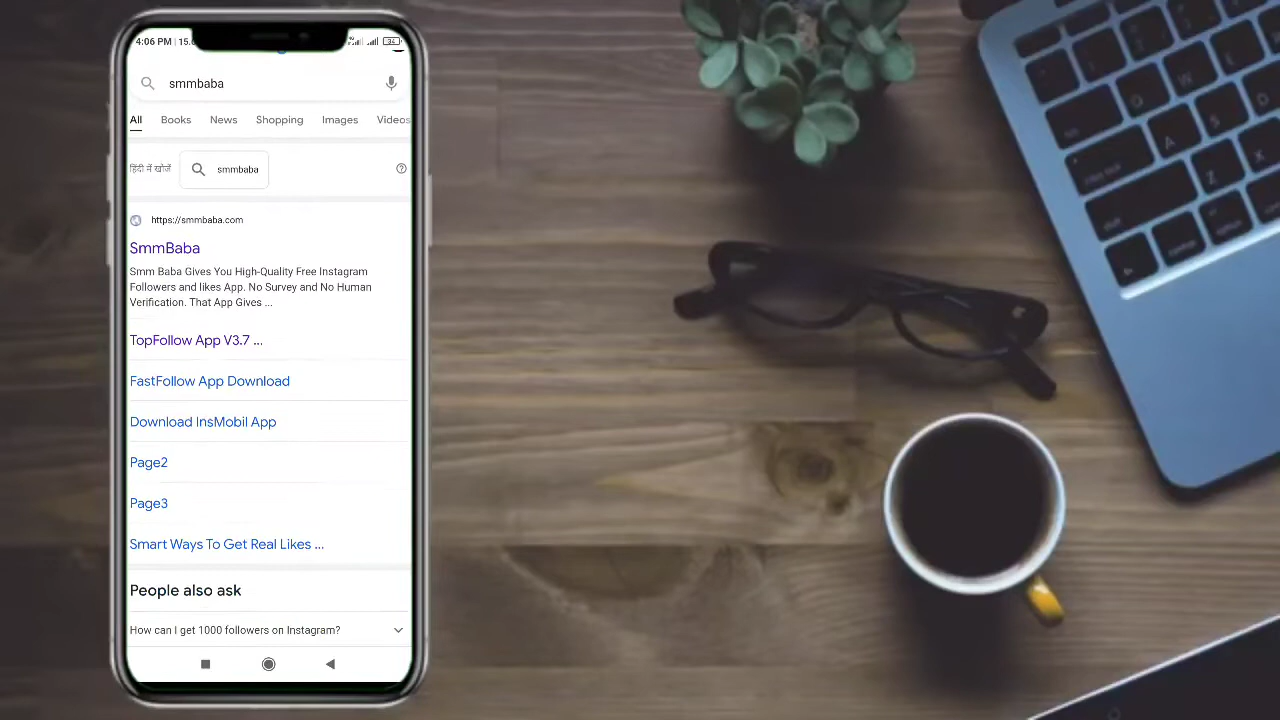 4:06 PM
smmbaba
All Books News Shopping Images Videos
हिंदी में खोजें smmbaba
https://smmbaba.com
SmmBaba
Smm Baba Gives You High-Quality Free Instagram
Followers and likes App. No Survey and No Human
Verification. That App Gives ...
TopFollow App V3.7 ...
FastFollow App Download
Download InsMobil App
Page2
Page3
Smart Ways To Get Real Likes ...
People also ask
How can I get 1000 followers on Instagram?